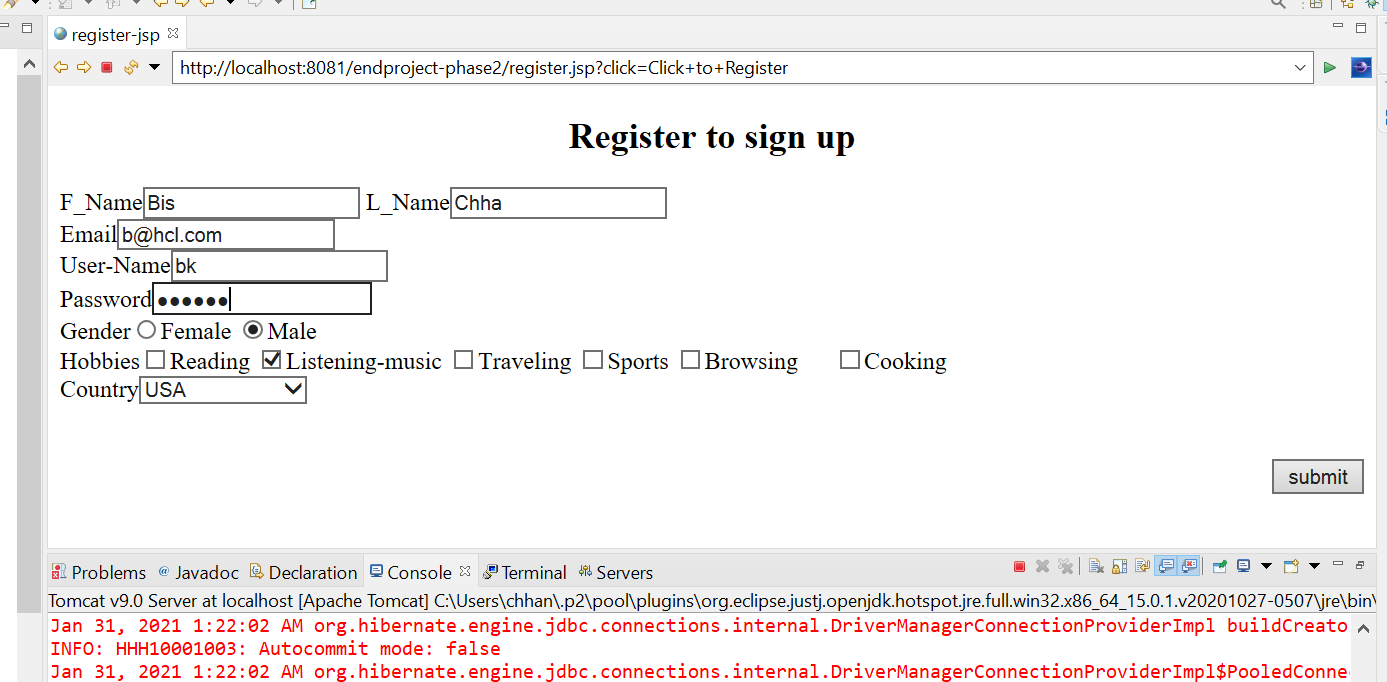 register-jsp
http://localhost:8081/endproject-phase2/register.jsp?click=Click+to+Register
Register to sign up
F_Name Bis L_Name Chha
Email b@hcl.com
User-Name bk
Password ●●●●●●
Gender Female Male
Hobbies Reading Listening-music Traveling Sports Browsing Cooking
Country USA
submit
Problems @ Javadoc Declaration Console Terminal Servers
Tomcat v9.0 Server at localhost [Apache Tomcat] C:\Users\chhan\.p2\pool\plugins\org.eclipse.justj.openjdk.hotspot.jre.full.win32.x86_64_15.0.1.v20201027-0507\jre\bin\
Jan 31, 2021 1:22:02 AM org.hibernate.engine.jdbc.connections.internal.DriverManagerConnectionProviderImpl buildCreato
INFO: HHH10001003: Autocommit mode: false
Jan 31, 2021 1:22:02 AM org.hibernate.engine.jdbc.connections.internal.DriverManagerConnectionProviderImpl$PooledConne